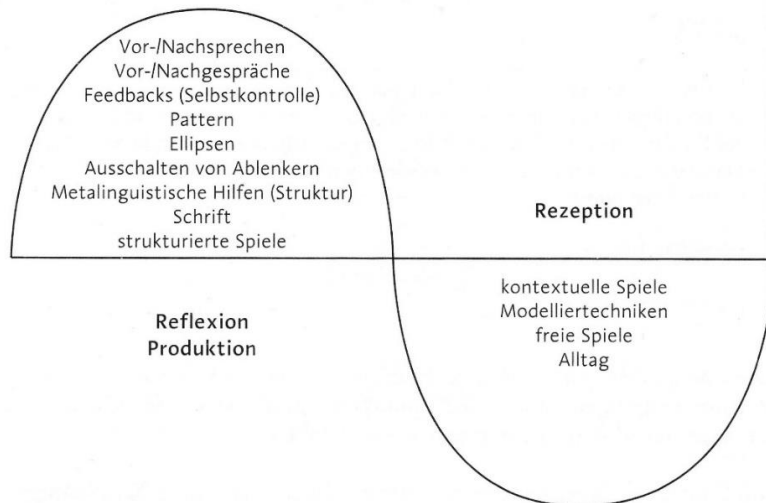 Vor-/Nachsprechen
Vor-/Nachgespräche
Feedbacks (Selbstkontrolle)
Pattern
Ellipsen
Ausschalten von Ablenkern
Metalinguistische Hilfen (Struktur)
Schrift
strukturierte Spiele
Reflexion
Produktion
Rezeption
kontextuelle Spiele
Modelliertechniken
freie Spiele
Alltag